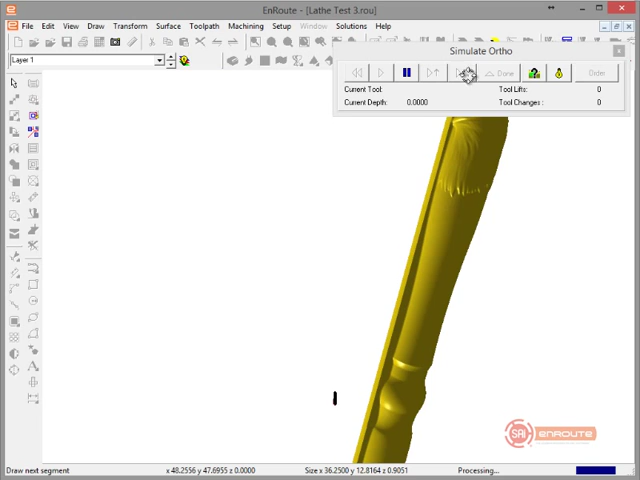 EnRoute - [Lathe Test 3.rou]
File Edit View Draw Transform Surface Toolpath Machining Setup Window Solutions Help
Simulate Ortho
Layer 1
Done
Order
Current Tool: Tool Lifts: 0
Current Depth: 0.0000 Tool Changes : 0
SAi ENROUTE
Draw next segment x 48.2556 y 47.6955 z 0.0000 Size x 36.2500 y 12.8164 z 0.9051 Processing...